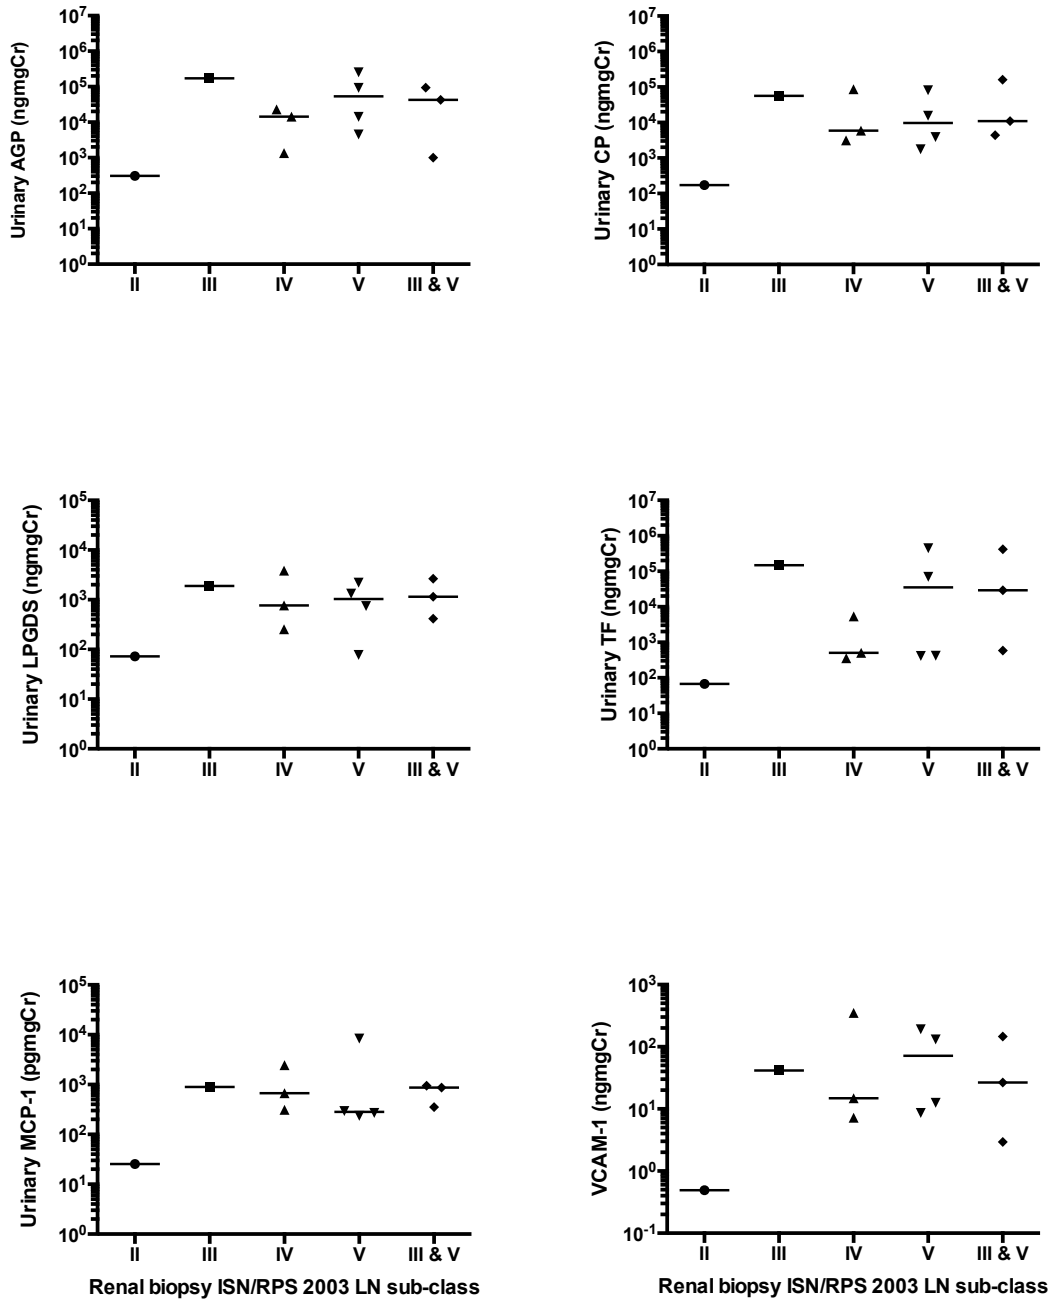 Urinary AGP (ngmgCr)
10⁷
10⁶
10⁵
10⁴
10³
10²
10¹
10⁰
II III IV V III & V
Urinary CP (ngmgCr)
10⁷
10⁶
10⁵
10⁴
10³
10²
10¹
10⁰
II III IV V III & V
Urinary LPGDS (ngmgCr)
10⁵
10⁴
10³
10²
10¹
10⁰
II III IV V III & V
Urinary TF (ngmgCr)
10⁷
10⁶
10⁵
10⁴
10³
10²
10¹
10⁰
II III IV V III & V
Urinary MCP-1 (pgmgCr)
10⁵
10⁴
10³
10²
10¹
10⁰
II III IV V III & V
Renal biopsy ISN/RPS 2003 LN sub-class
VCAM-1 (ngmgCr)
10³
10²
10¹
10⁰
10⁻¹
II III IV V III & V
Renal biopsy ISN/RPS 2003 LN sub-class